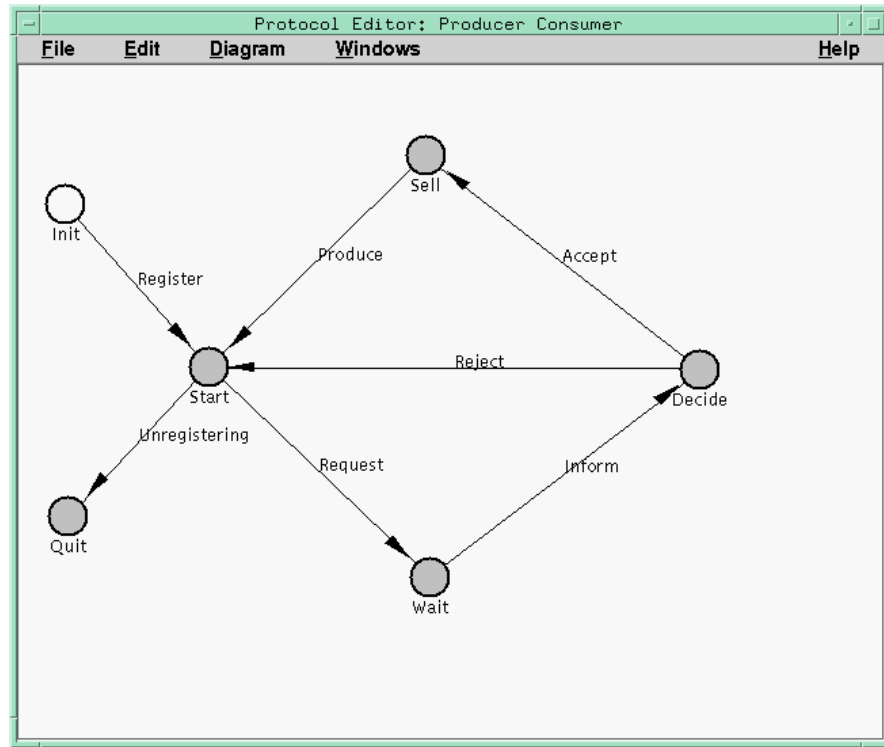 Protocol Editor: Producer Consumer
File Edit Diagram Windows Help
Sell
Init
Produce
Accept
Register
Reject
Start
Decide
Unregistering
Request
Inform
Quit
Wait